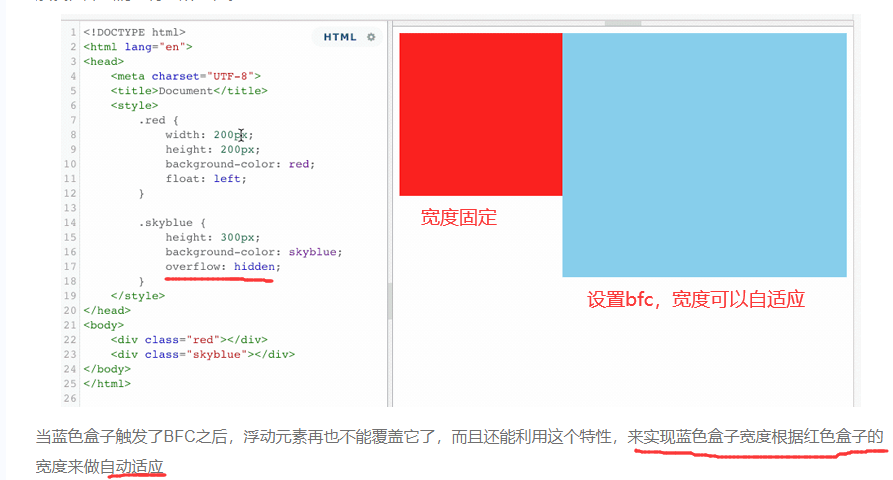 HTML
1 <!DOCTYPE html>
2 <html lang="en">
3 <head>
4 <meta charset="UTF-8">
5 <title>Document</title>
6 <style>
7 .red {
8 width: 200px;
9 height: 200px;
10 background-color: red;
11 float: left;
12 }
13
14 .skyblue {
15 height: 300px;
16 background-color: skyblue;
17 overflow: hidden;
18 }
19 </style>
20 </head>
21 <body>
22 <div class="red"></div>
23 <div class="skyblue"></div>
24 </body>
25 </html>
26
宽度固定
设置bfc，宽度可以自适应
当蓝色盒子触发了BFC之后，浮动元素再也不能覆盖它了，而且还能利用这个特性，来实现蓝色盒子宽度根据红色盒子的
宽度来做自动适应